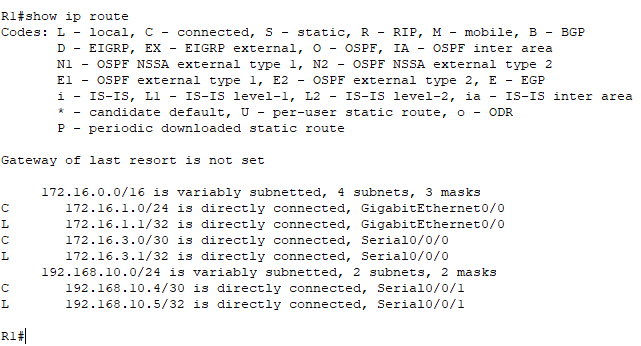 R1#show ip route
Codes: L - local, C - connected, S - static, R - RIP, M - mobile, B - BGP
       D - EIGRP, EX - EIGRP external, O - OSPF, IA - OSPF inter area
       N1 - OSPF NSSA external type 1, N2 - OSPF NSSA external type 2
       E1 - OSPF external type 1, E2 - OSPF external type 2, E - EGP
       i - IS-IS, L1 - IS-IS level-1, L2 - IS-IS level-2, ia - IS-IS inter area
       * - candidate default, U - per-user static route, o - ODR
       P - periodic downloaded static route

Gateway of last resort is not set

     172.16.0.0/16 is variably subnetted, 4 subnets, 3 masks
C       172.16.1.0/24 is directly connected, GigabitEthernet0/0
L       172.16.1.1/32 is directly connected, GigabitEthernet0/0
C       172.16.3.0/30 is directly connected, Serial0/0/0
L       172.16.3.1/32 is directly connected, Serial0/0/0
     192.168.10.0/24 is variably subnetted, 2 subnets, 2 masks
C       192.168.10.4/30 is directly connected, Serial0/0/1
L       192.168.10.5/32 is directly connected, Serial0/0/1

R1#